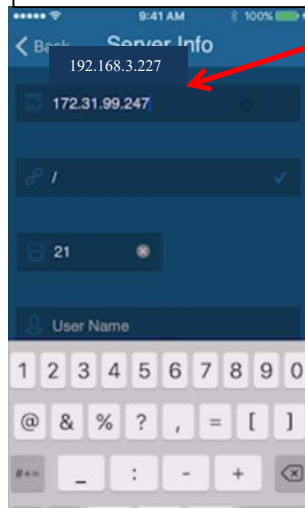 9:41 AM 100%
Back Server Info
192.168.3.227
172.31.99.247
/
21
User Name
1 2 3 4 5 6 7 8 9 0
@ & % ? , = [ ]
#+= _ : - +